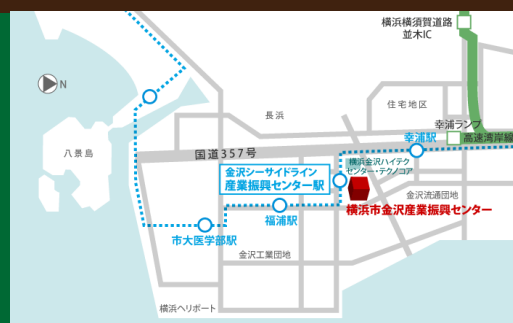 横浜横須賀道路
並木IC
N
住宅地区
長浜
幸浦ランプ
高速湾岸線
幸浦駅
国道357号
八景島
横浜金沢ハイテク
センター・テクノコア
金沢シーサイドライン
産業振興センター駅
金沢流通団地
横浜市金沢産業振興センター
福浦駅
市大医学部駅
金沢工業団地
横浜ヘリポート